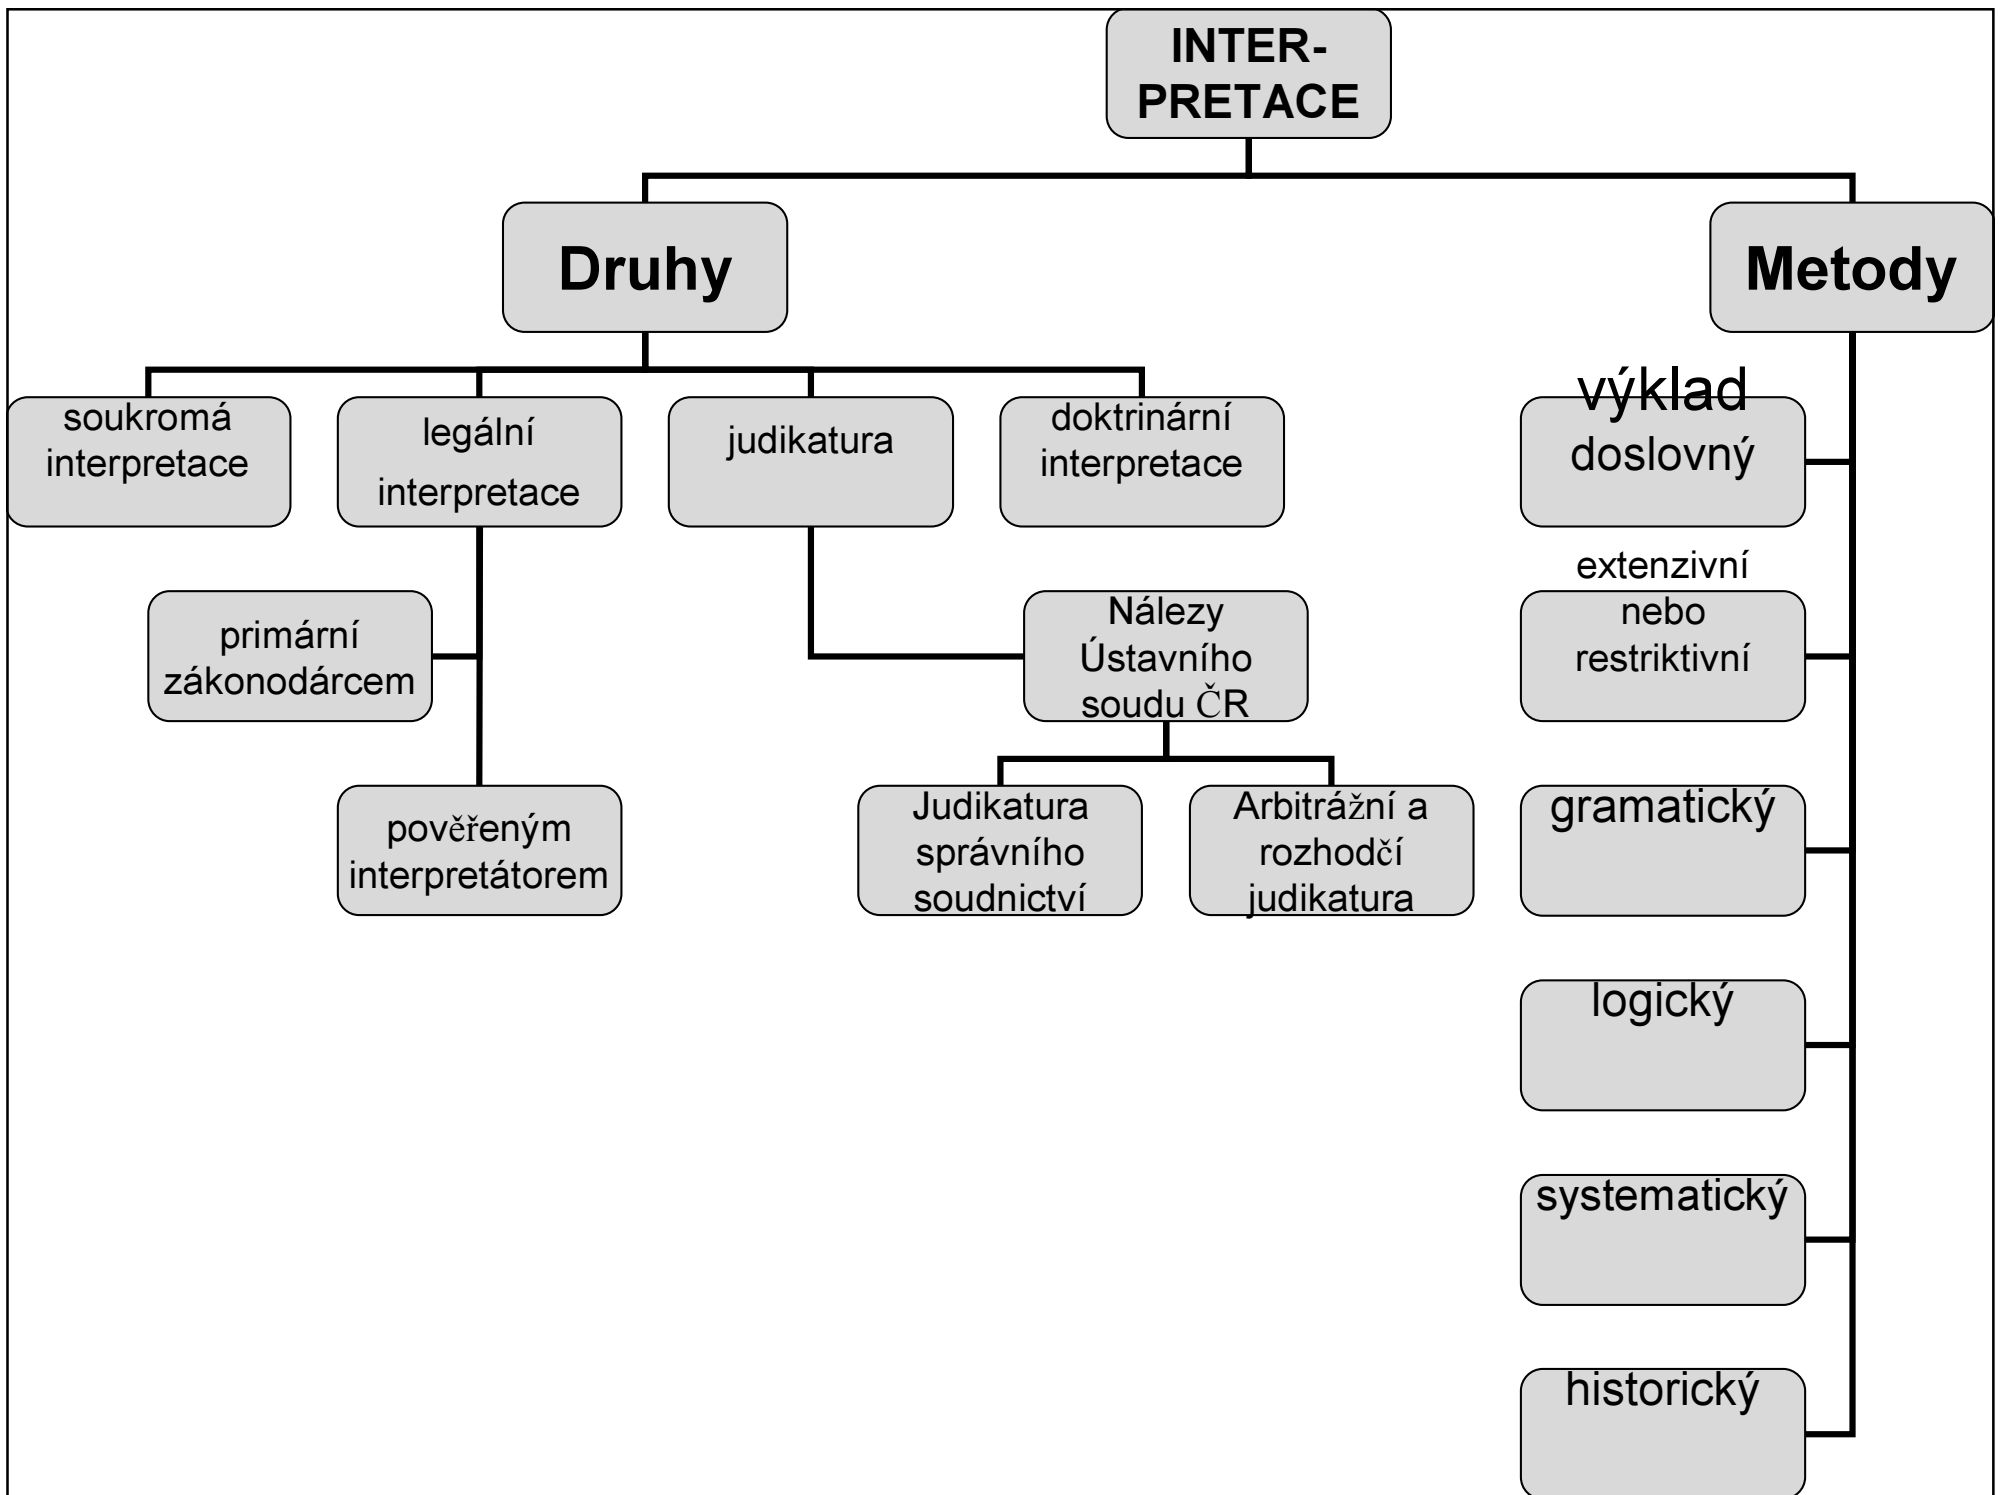 INTER-
PRETACE
Druhy
Metody
soukromá
interpretace
legální
interpretace
judikatura
doktrinární
interpretace
výklad
doslovný
primární
zákonodárcem
Nálezy
Ústavního
soudu ČR
extenzivní
nebo
restriktivní
pověřeným
interpretátorem
Judikatura
správního
soudnictví
Arbitrážní a
rozhodčí
judikatura
gramatický
logický
systematický
historický